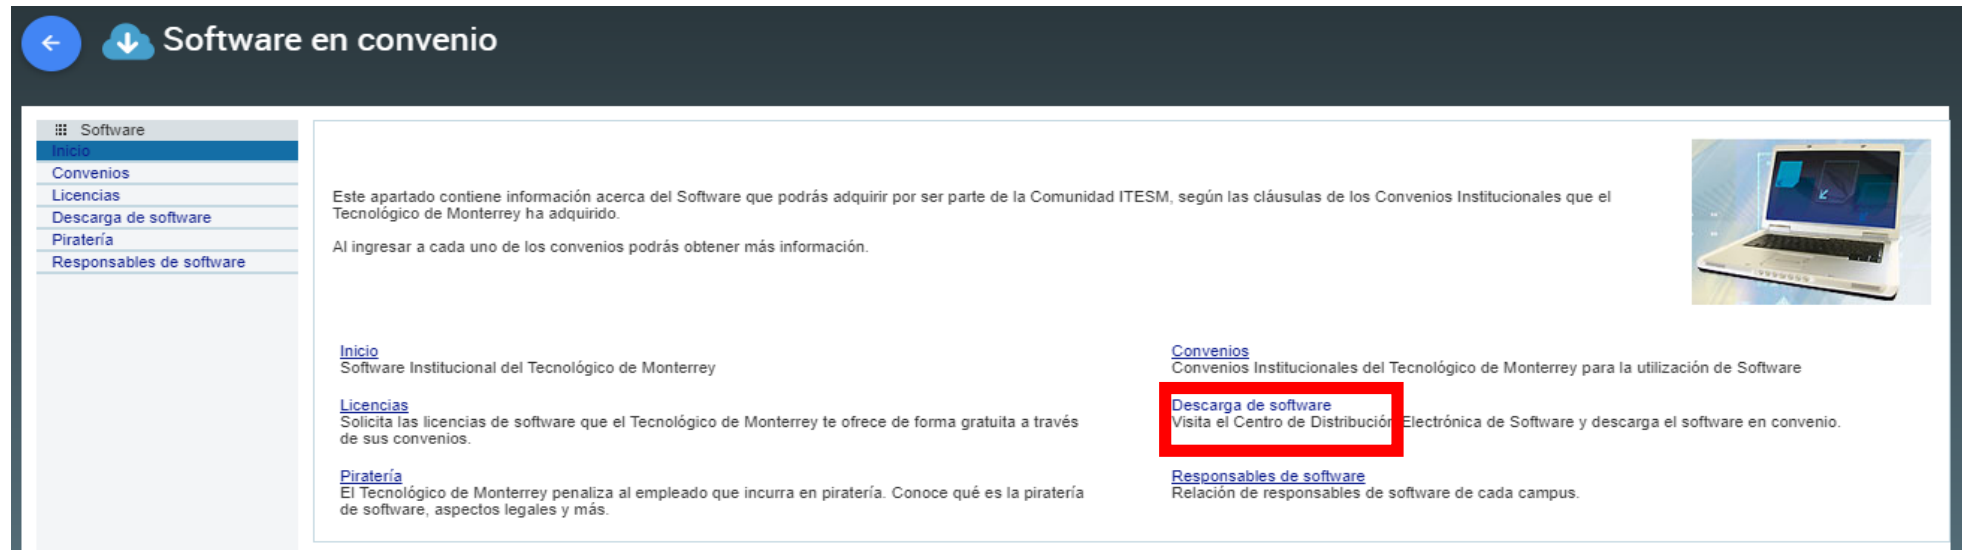 Software en convenio
Software
Inicio
Convenios
Licencias
Descarga de software
Piratería
Responsables de software
Este apartado contiene información acerca del Software que podrás adquirir por ser parte de la Comunidad ITESM, según las cláusulas de los Convenios Institucionales que el
Tecnológico de Monterrey ha adquirido.
Al ingresar a cada uno de los convenios podrás obtener más información.
Inicio
Software Institucional del Tecnológico de Monterrey
Convenios
Convenios Institucionales del Tecnológico de Monterrey para la utilización de Software
Licencias
Solicita las licencias de software que el Tecnológico de Monterrey te ofrece de forma gratuita a través
de sus convenios.
Descarga de software
Visita el Centro de Distribución Electrónica de Software y descarga el software en convenio.
Piratería
El Tecnológico de Monterrey penaliza al empleado que incurra en piratería. Conoce qué es la piratería
de software, aspectos legales y más.
Responsables de software
Relación de responsables de software de cada campus.